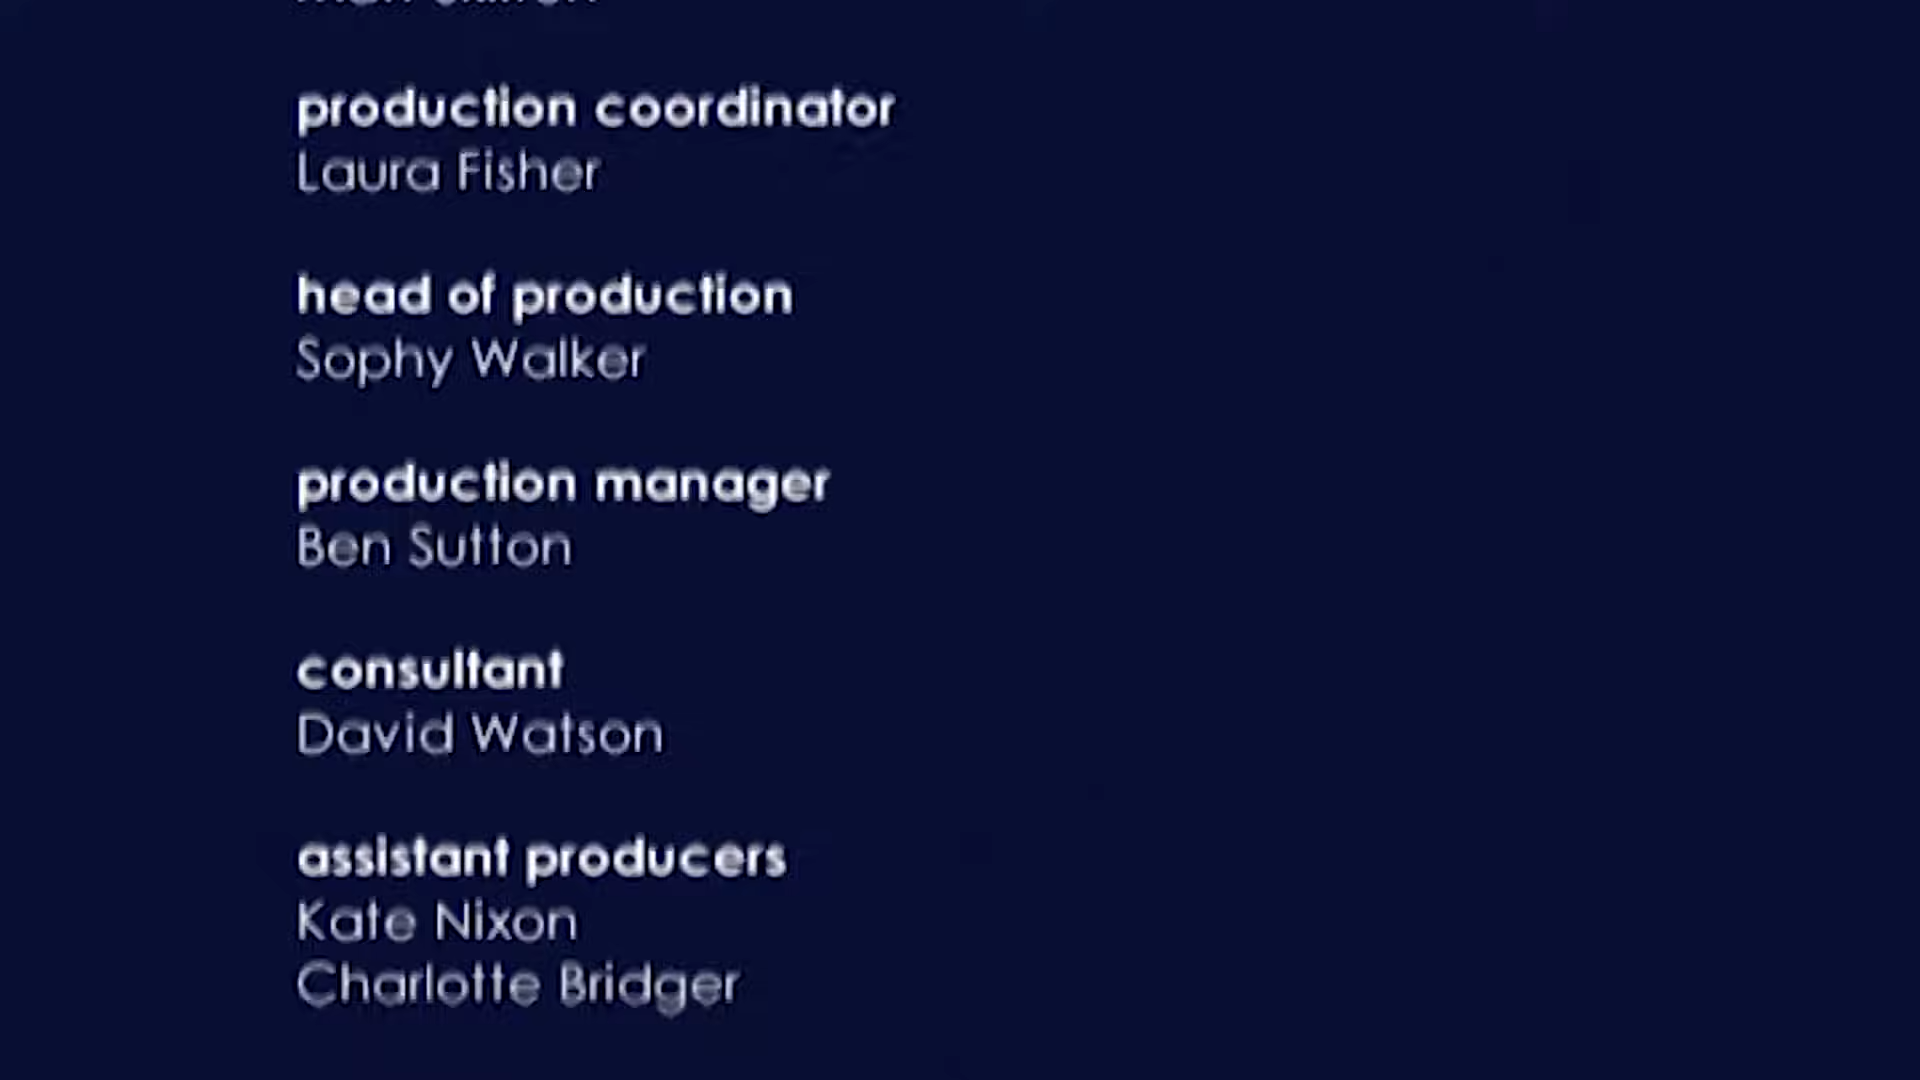 production coordinator
Laura Fisher
head of production
Sophy Walker
production manager
Ben Sutton
consultant
David Watson
assistant producers
Kate Nixon
Charlotte Bridger